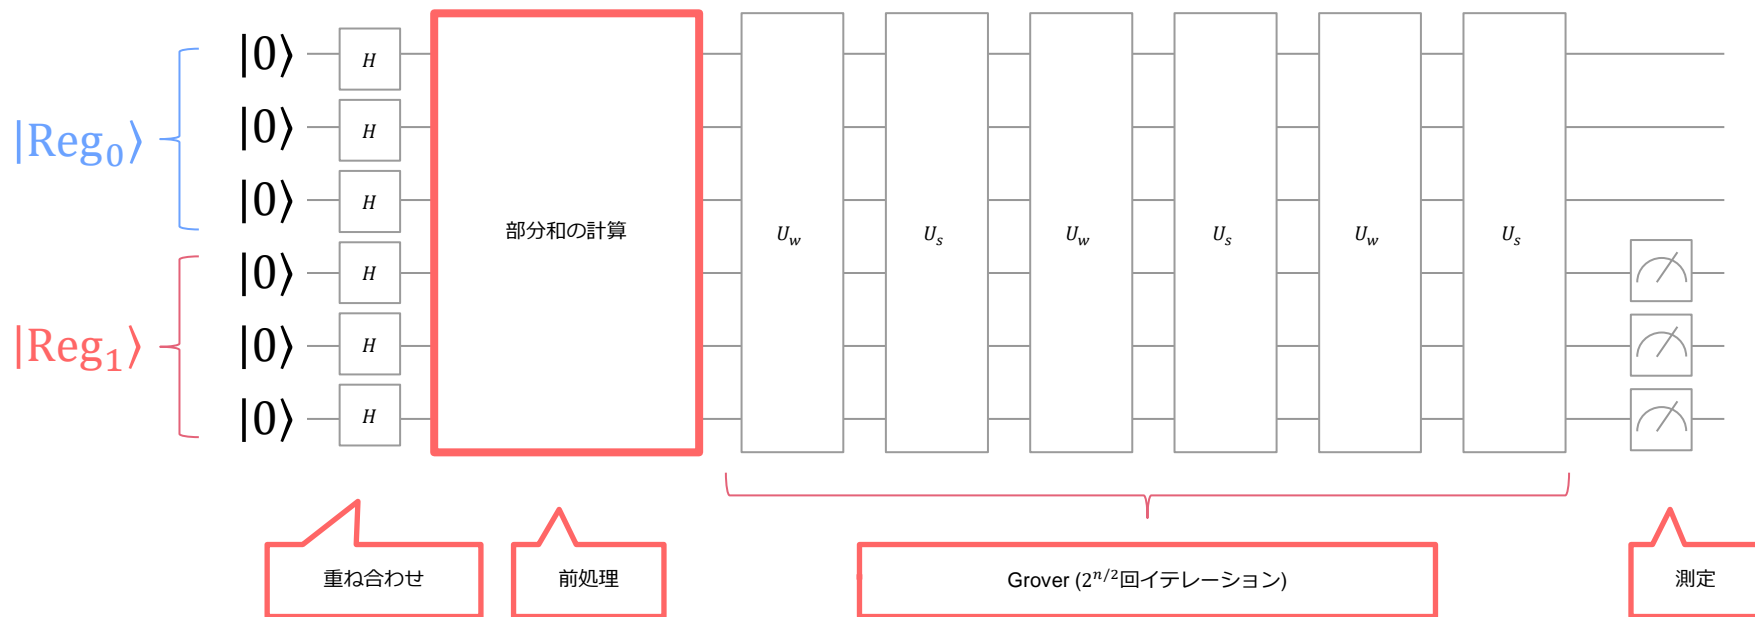 |0⟩ H
|0⟩ H
|Reg₀⟩
|0⟩ H
部分和の計算
U_w U_s U_w U_s U_w U_s
|0⟩ H
|Reg₁⟩
|0⟩ H
|0⟩ H
重ね合わせ
前処理
Grover (2^{n/2}回イテレーション)
測定